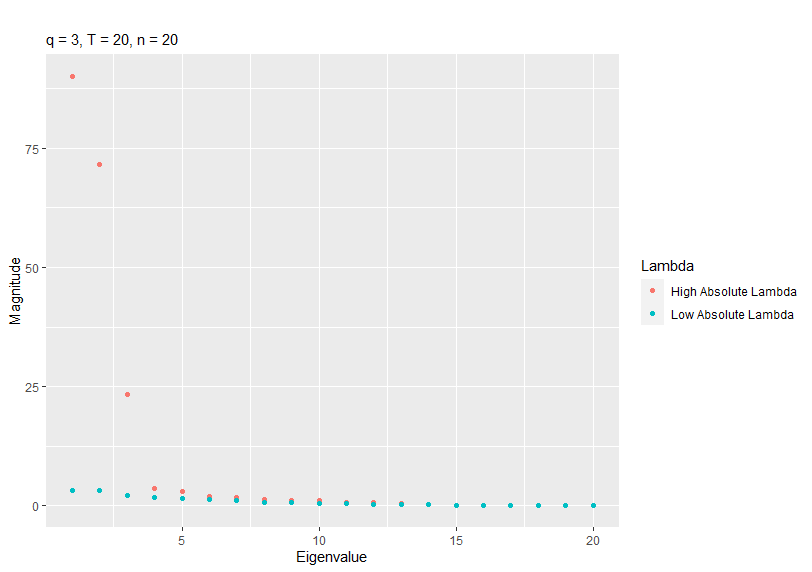 q = 3, T = 20, n = 20
Magnitude
75
50
25
0
5
10
15
20
Eigenvalue
Lambda
High Absolute Lambda
Low Absolute Lambda